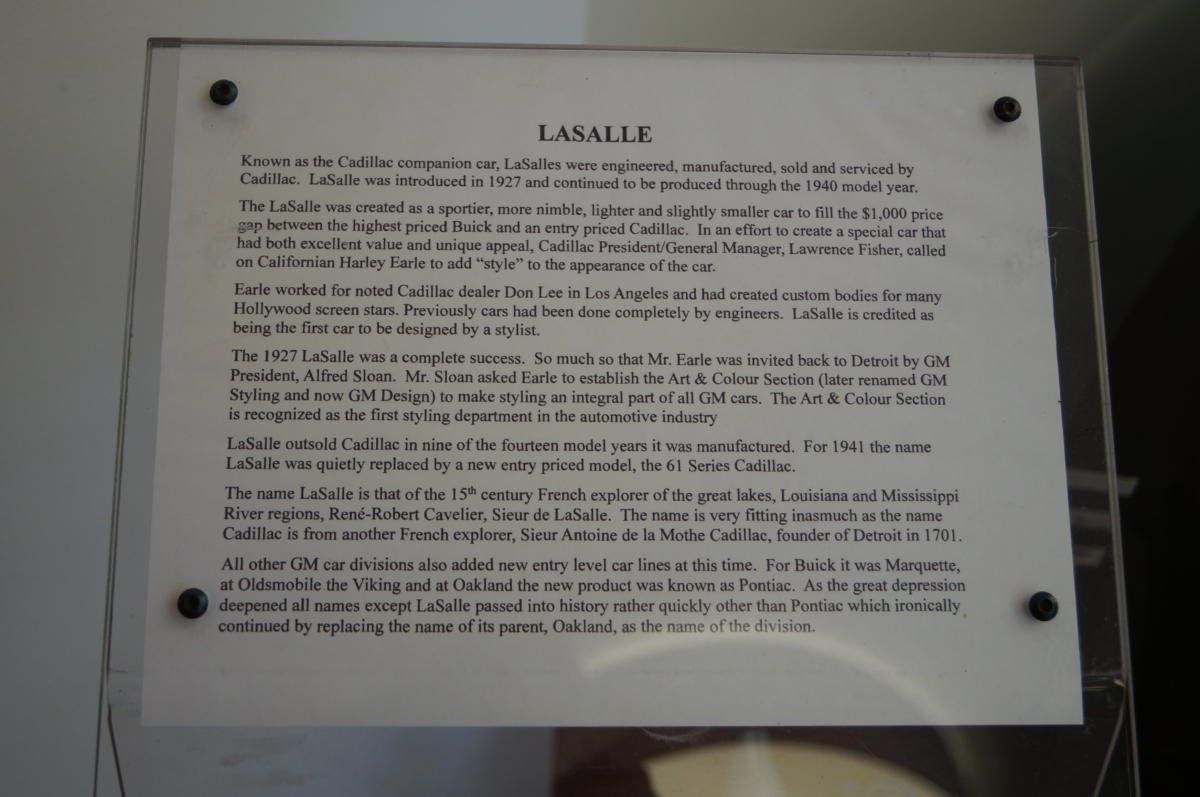 LASALLE
Known as the Cadillac companion car, LaSalles were engineered, manufactured, sold and serviced by
Cadillac. LaSalle was introduced in 1927 and continued to be produced through the 1940 model year.
The LaSalle was created as a sportier, more nimble, lighter and slightly smaller car to fill the $1,000 price
gap between the highest priced Buick and an entry priced Cadillac. In an effort to create a special car that
had both excellent value and unique appeal, Cadillac President/General Manager, Lawrence Fisher, called
on Californian Harley Earle to add “style” to the appearance of the car.
Earle worked for noted Cadillac dealer Don Lee in Los Angeles and had created custom bodies for many
Hollywood screen stars. Previously cars had been done completely by engineers. LaSalle is credited as
being the first car to be designed by a stylist.
The 1927 LaSalle was a complete success. So much so that Mr. Earle was invited back to Detroit by GM
President, Alfred Sloan. Mr. Sloan asked Earle to establish the Art & Colour Section (later renamed GM
Styling and now GM Design) to make styling an integral part of all GM cars. The Art & Colour Section
is recognized as the first styling department in the automotive industry
LaSalle outsold Cadillac in nine of the fourteen model years it was manufactured. For 1941 the name
LaSalle was quietly replaced by a new entry priced model, the 61 Series Cadillac.
The name LaSalle is that of the 15th century French explorer of the great lakes, Louisiana and Mississippi
River regions, René-Robert Cavelier, Sieur de LaSalle. The name is very fitting inasmuch as the name
Cadillac is from another French explorer, Sieur Antoine de la Mothe Cadillac, founder of Detroit in 1701.
All other GM car divisions also added new entry level car lines at this time. For Buick it was Marquette,
at Oldsmobile the Viking and at Oakland the new product was known as Pontiac. As the great depression
deepened all names except LaSalle passed into history rather quickly other than Pontiac which ironically
continued by replacing the name of its parent, Oakland, as the name of the division.